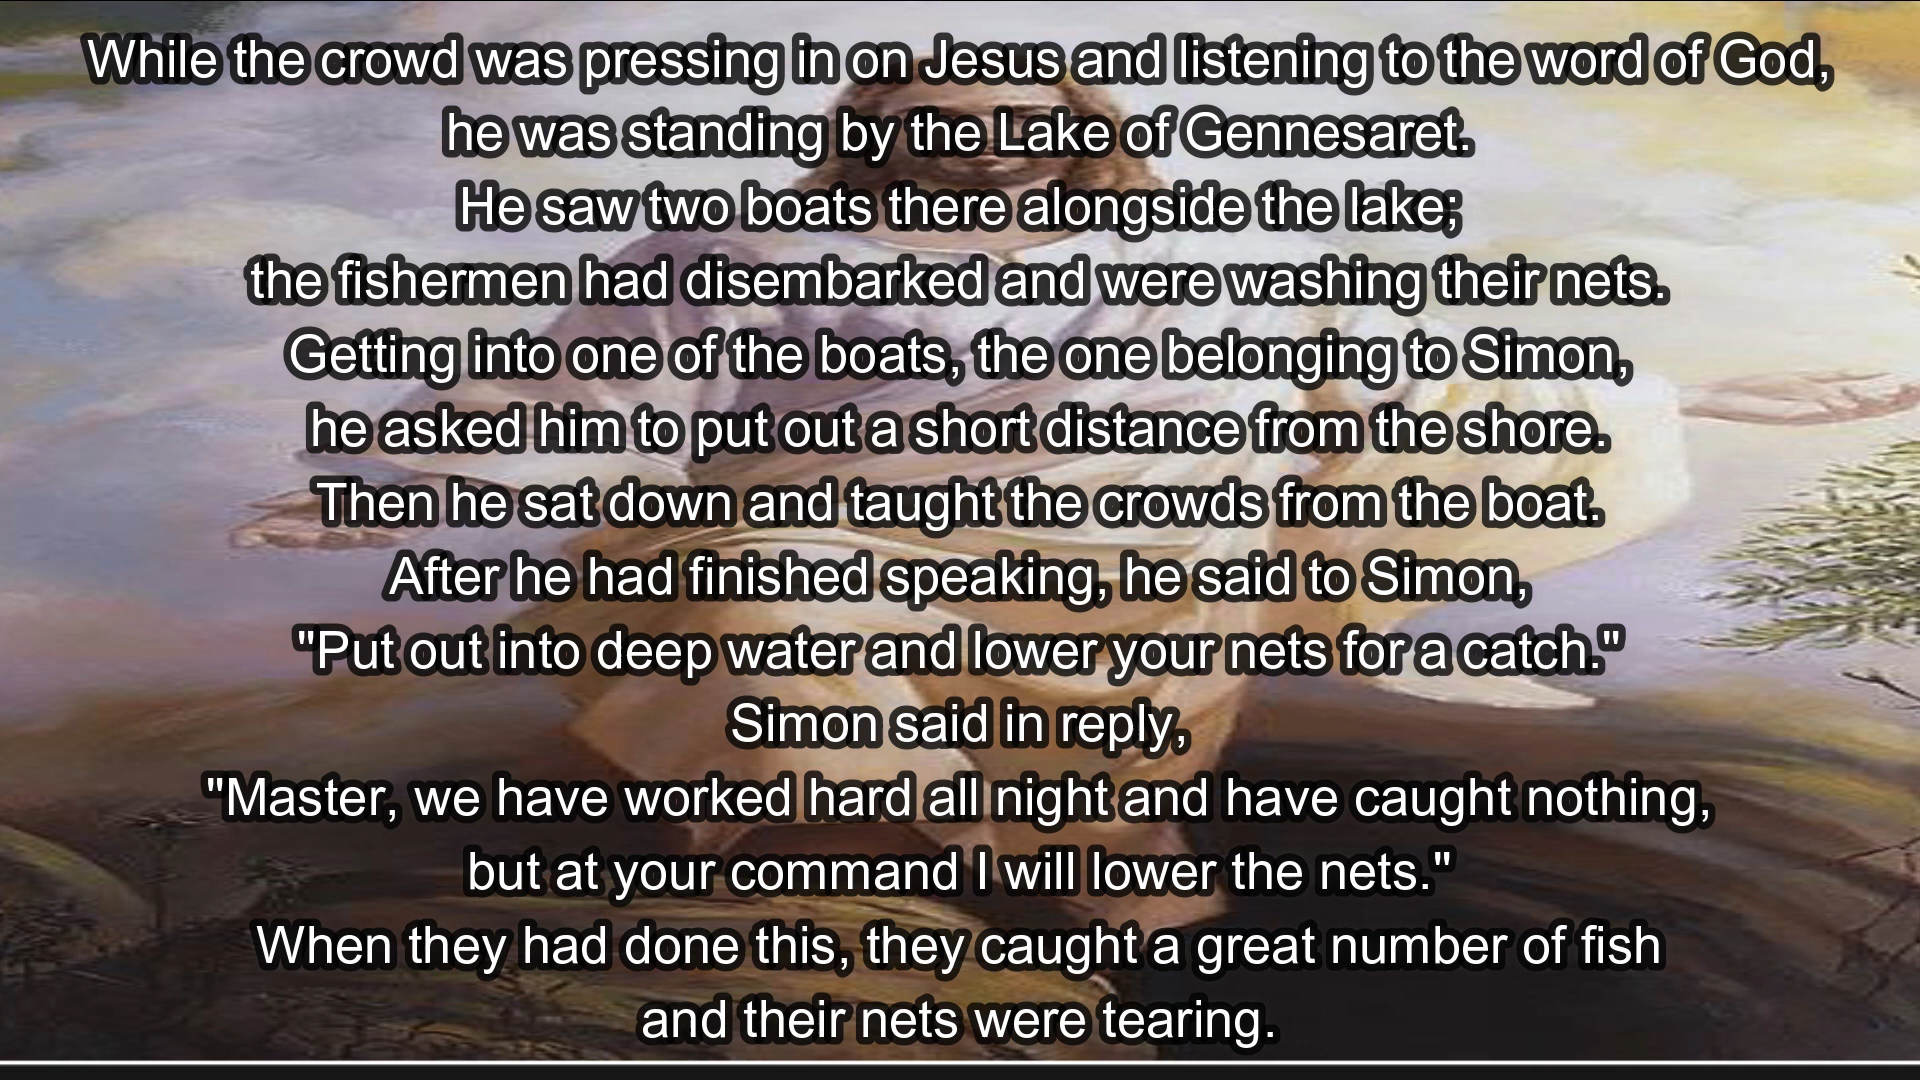 While the crowd was pressing in on Jesus and listening to the word of God,
he was standing by the Lake of Gennesaret.
He saw two boats there alongside the lake;
the fishermen had disembarked and were washing their nets.
Getting into one of the boats, the one belonging to Simon,
he asked him to put out a short distance from the shore.
Then he sat down and taught the crowds from the boat.
After he had finished speaking, he said to Simon,
"Put out into deep water and lower your nets for a catch."
Simon said in reply,
"Master, we have worked hard all night and have caught nothing,
but at your command I will lower the nets."
When they had done this, they caught a great number of fish
and their nets were tearing.